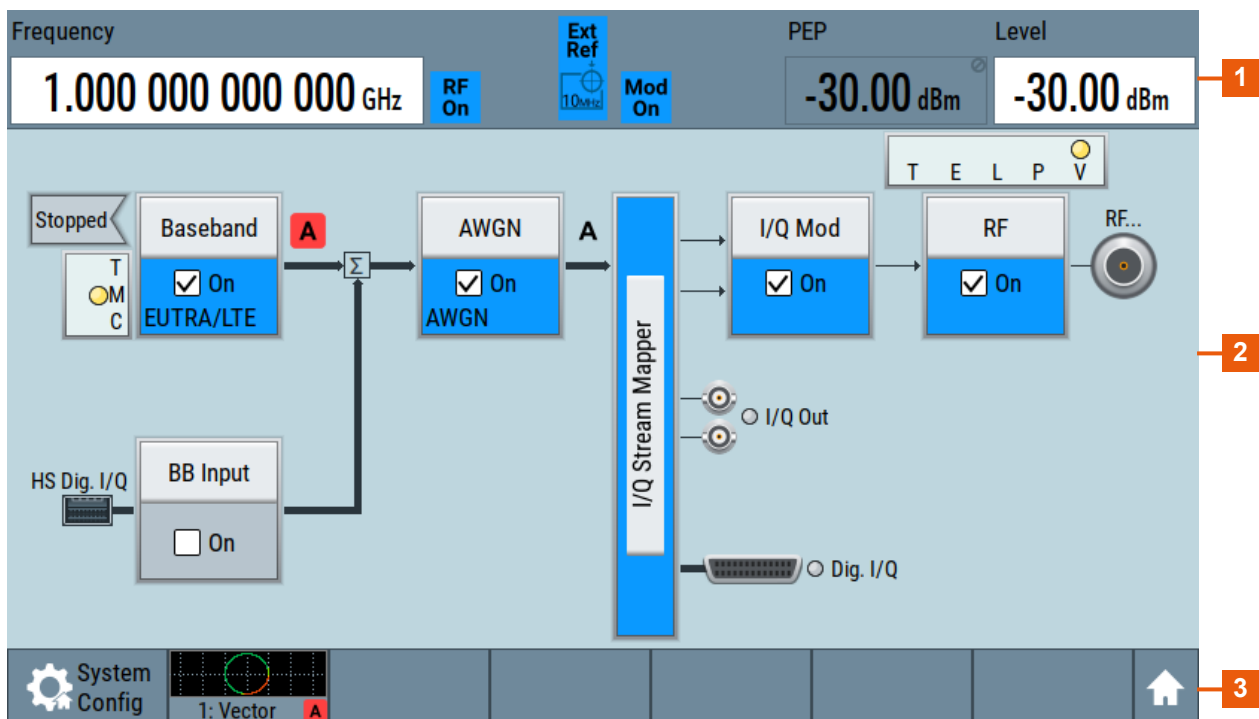 Frequency
Ext
Ref
PEP
Level
1.000 000 000 000 GHz
RF
On
10MHz
Mod
On
-30.00 dBm
-30.00 dBm
1
T E L P V
Stopped
Baseband
A
AWGN
A
I/Q Mod
RF
RF...
T
M
C
On
EUTRA/LTE
Σ
On
AWGN
On
On
2
I/Q Stream Mapper
I/Q Out
HS Dig. I/Q
BB Input
On
Dig. I/Q
System
Config
1: Vector A
3